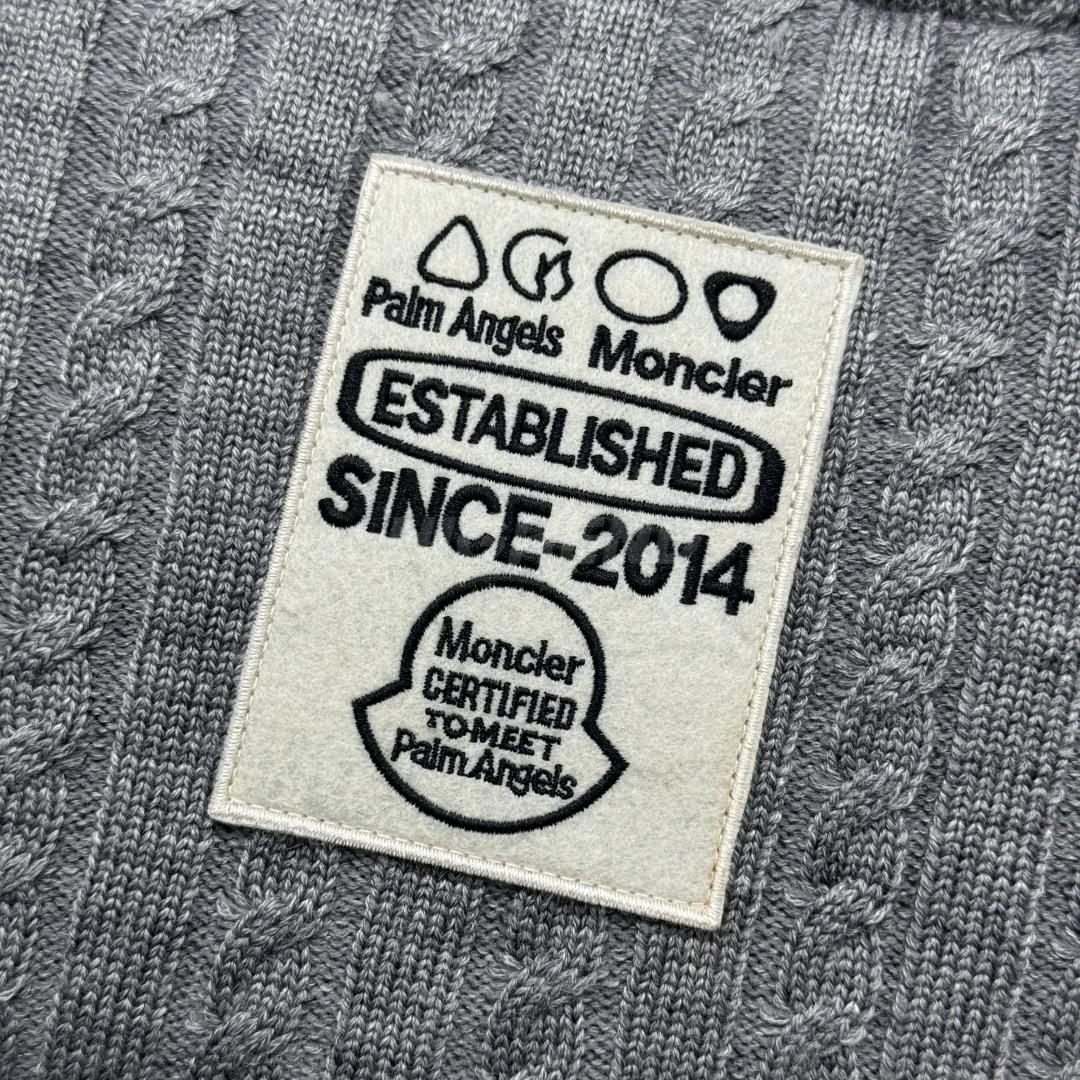 Palm Angels Moncler
ESTABLISHED
SINCE-2014
Moncler
CERTIFIED
TO-MEET
Palm Angels